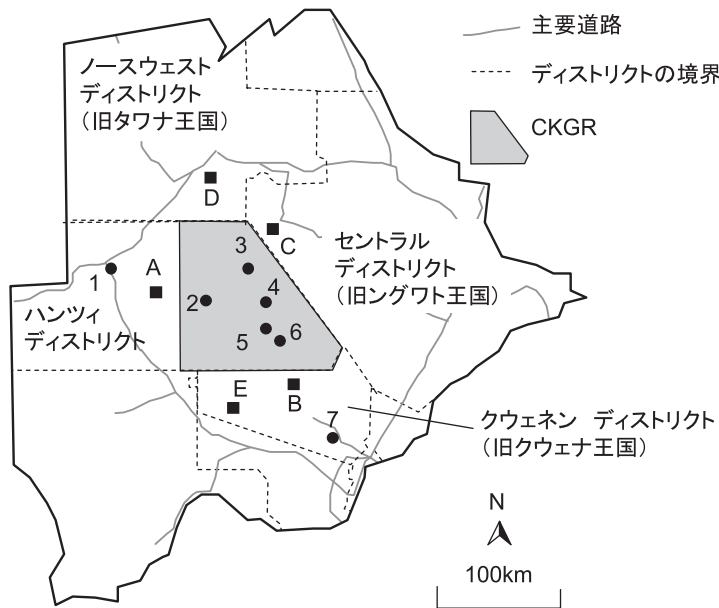 主要道路
ディストリクトの境界
CKGR
ノースウェスト
ディストリクト
(旧タワナ王国)
D
C
セントラル
ディストリクト
(旧ングワト王国)
3
1
A
2
4
ハンツィ
ディストリクト
5
6
E
B
7
クウェネン ディストリクト
(旧クウェナ王国)
N
100km